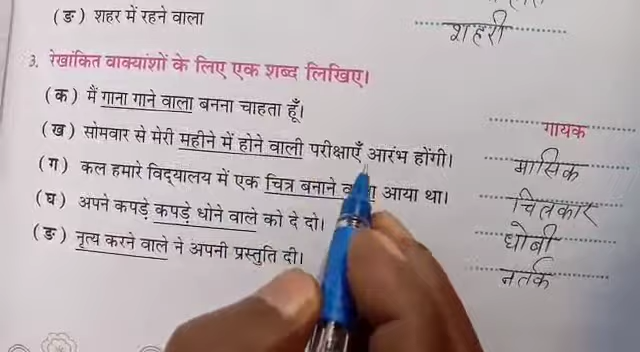 (ङ) शहर में रहने वाला शहरी
3. रेखांकित वाक्यांशों के लिए एक शब्द लिखिए।
(क) मैं गाना गाने वाला बनना चाहता हूँ। गायक
(ख) सोमवार से मेरी महीने में होने वाली परीक्षाएँ आरंभ होंगी। मासिक
(ग) कल हमारे विद्यालय में एक चित्र बनाने आया था। चित्रकार
(घ) अपने कपड़े कपड़े धोने वाले को दे दो। धोबी
(ङ) नृत्य करने वाले ने अपनी प्रस्तुति दी। नर्तक